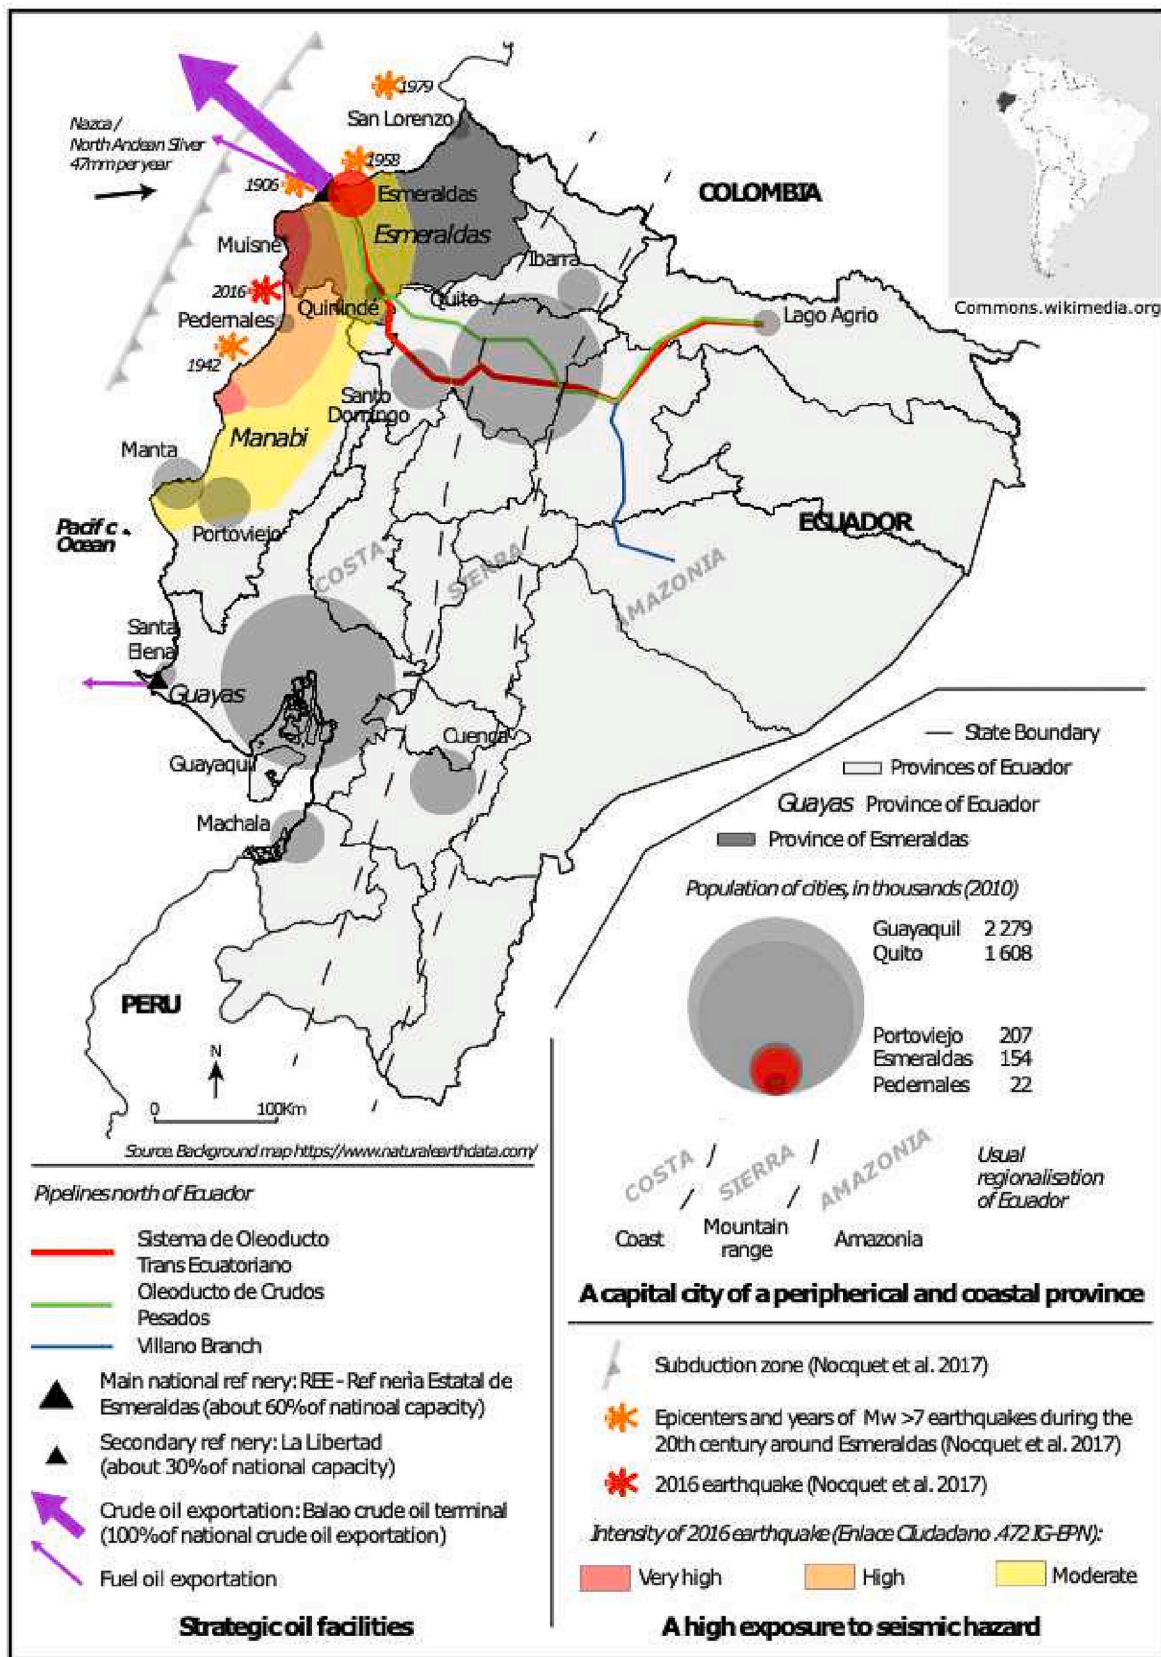 1979
San Lorenzo
Nazca /
North Andean Sliver
47mm per year
1958
1906
Esmeraldas
COLOMBIA
Esmeraldas
Muisne
Ibarra
2016
Quinindé
Quito
Commons.wikimedia.org
Pedernales
Lago Agrio
1942
Santo
Domingo
Manabi
Manta
Portoviejo
Pacific
Ocean
ECUADOR
COSTA
SIERRA
AMAZONIA
Santa
Elena
Guayas
Cuenca
Guayaquil
Machala
PERU
N
0 100Km
Source. Background map https://www.naturalearthdata.com/
State Boundary
Provinces of Ecuador
Guayas Province of Ecuador
Province of Esmeraldas
Population of cities, in thousands (2010)
Guayaquil 2 279
Quito 1 608
Portoviejo 207
Esmeraldas 154
Pedernales 22
COSTA / SIERRA / AMAZONIA
Usual
regionalisation
of Ecuador
Coast / Mountain range / Amazonia
A capital city of a peripherical and coastal province
Pipelines north of Ecuador
Sistema de Oleoducto
Trans Ecuatoriano
Oleoducto de Crudos
Pesados
Villano Branch
Main national refnery: REE - Refneria Estatal de
Esmeraldas (about 60% of natinoal capacity)
Secondary refnery: La Libertad
(about 30% of national capacity)
Crude oil exportation: Balao crude oil terminal
(100% of national crude oil exportation)
Fuel oil exportation
Strategic oil facilities
Subduction zone (Nocquet et al. 2017)
Epicenters and years of Mw >7 earthquakes during the
20th century around Esmeraldas (Nocquet et al. 2017)
2016 earthquake (Nocquet et al. 2017)
Intensity of 2016 earthquake (Enlace Ciudadano .472 IG-EPN):
Very high
High
Moderate
A high exposure to seismic hazard